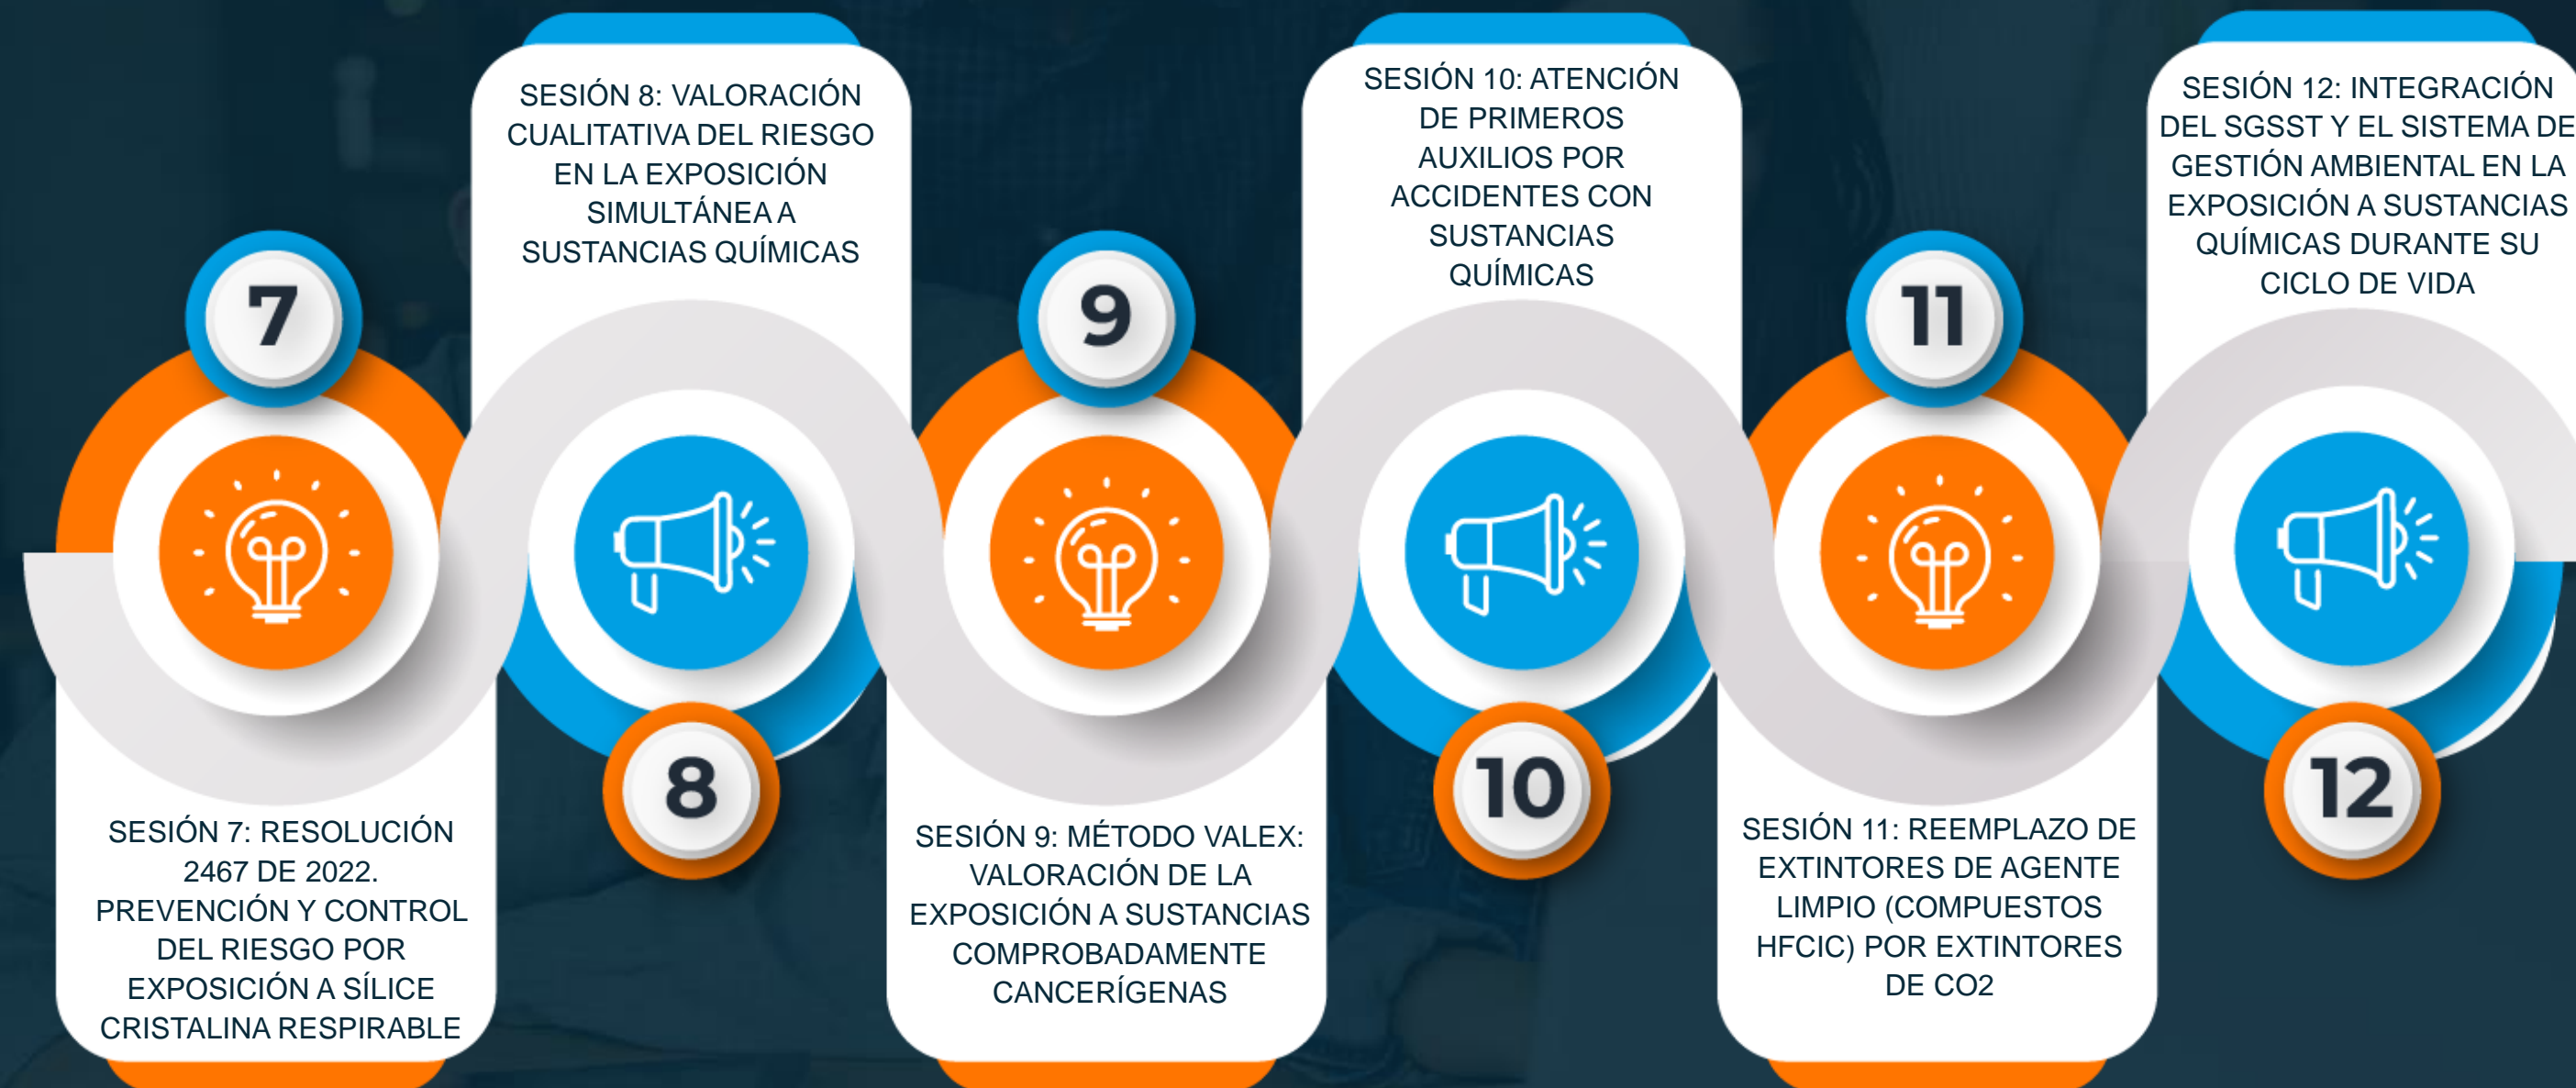 7
SESIÓN 7: RESOLUCIÓN
2467 DE 2022.
PREVENCIÓN Y CONTROL
DEL RIESGO POR
EXPOSICIÓN A SÍLICE
CRISTALINA RESPIRABLE
SESIÓN 8: VALORACIÓN
CUALITATIVA DEL RIESGO
EN LA EXPOSICIÓN
SIMULTÁNEA A
SUSTANCIAS QUÍMICAS
8
9
SESIÓN 9: MÉTODO VALEX:
VALORACIÓN DE LA
EXPOSICIÓN A SUSTANCIAS
COMPROBADAMENTE
CANCERÍGENAS
SESIÓN 10: ATENCIÓN
DE PRIMEROS
AUXILIOS POR
ACCIDENTES CON
SUSTANCIAS
QUÍMICAS
10
11
SESIÓN 11: REEMPLAZO DE
EXTINTORES DE AGENTE
LIMPIO (COMPUESTOS
HFCIC) POR EXTINTORES
DE CO2
SESIÓN 12: INTEGRACIÓN
DEL SGSST Y EL SISTEMA DE
GESTIÓN AMBIENTAL EN LA
EXPOSICIÓN A SUSTANCIAS
QUÍMICAS DURANTE SU
CICLO DE VIDA
12